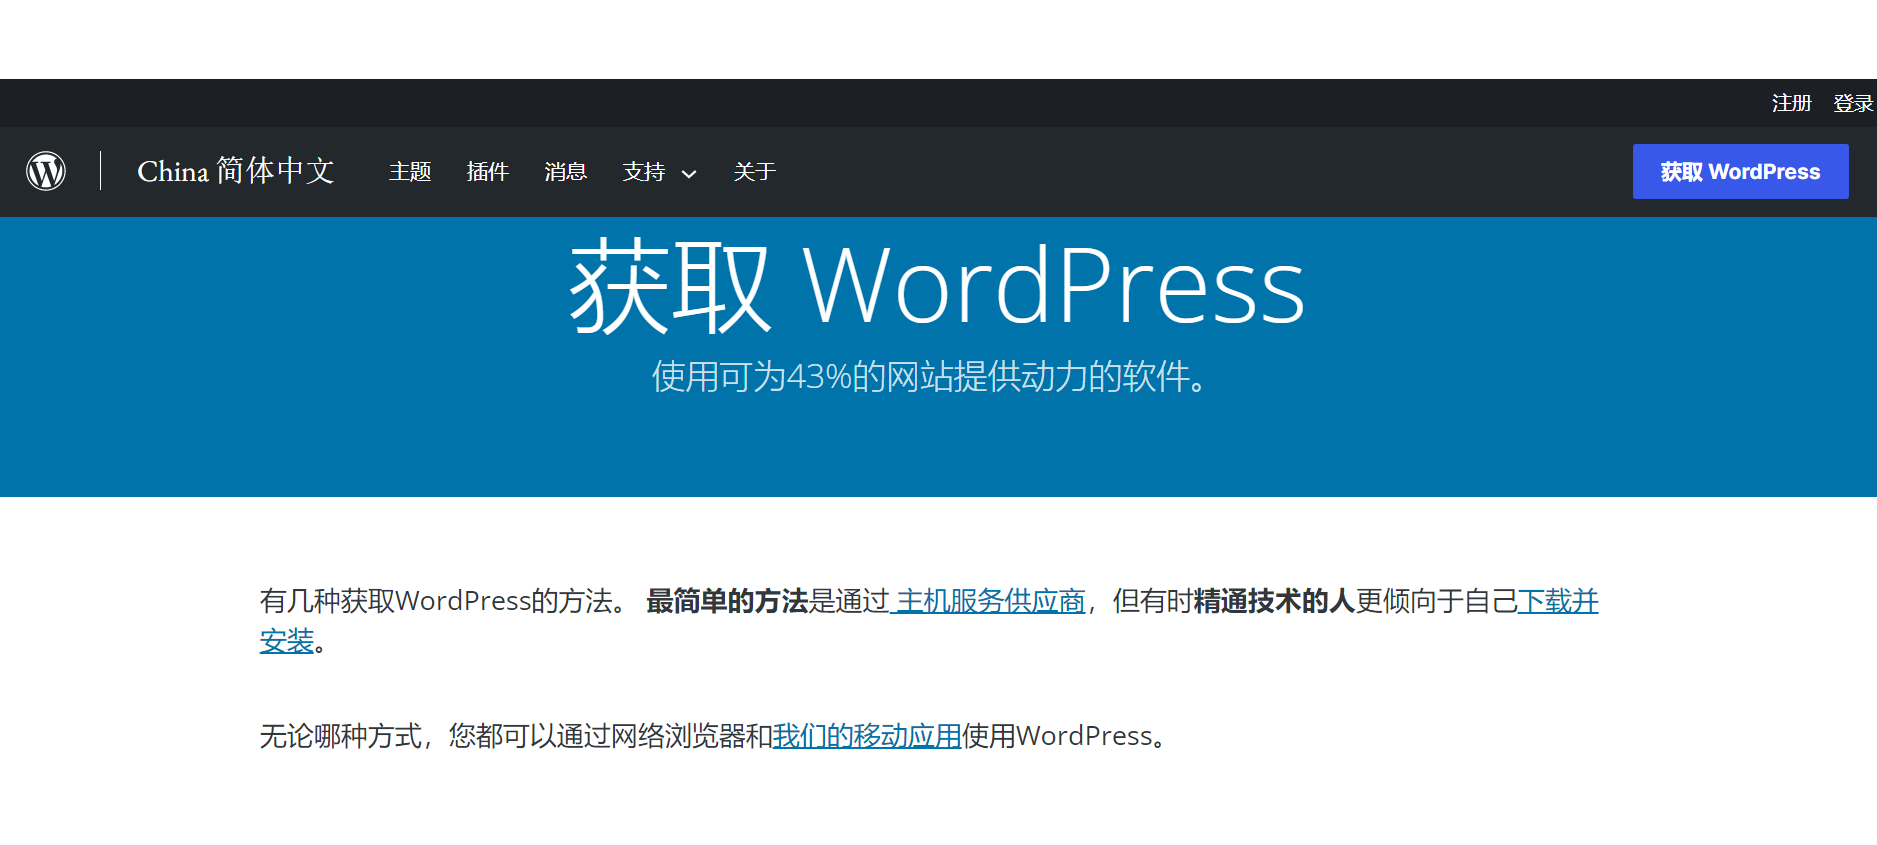 注册 登录
China 简体中文 主题 插件 消息 支持 关于 获取 WordPress
获取 WordPress
使用可为43%的网站提供动力的软件。
有几种获取WordPress的方法。 最简单的方法是通过 主机服务供应商，但有时精通技术的人更倾向于自己下载并
安装。
无论哪种方式，您都可以通过网络浏览器和我们的移动应用使用WordPress。